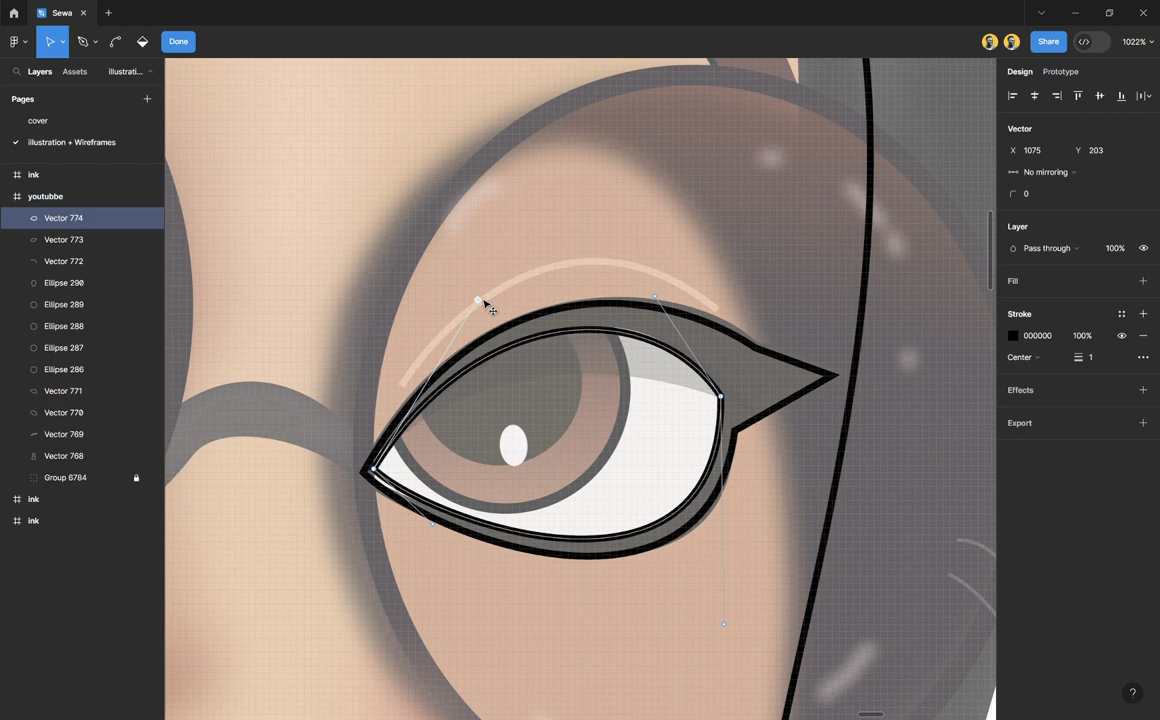 Sewa
Done
Share
1022%
Layers
Assets
illustrati...
Pages
cover
illustration + Wireframes
ink
youtubbe
Vector 774
Vector 773
Vector 772
Ellipse 290
Ellipse 289
Ellipse 288
Ellipse 287
Ellipse 286
Vector 771
Vector 770
Vector 769
Vector 768
Group 6784
ink
ink
Design
Prototype
Vector
X 1075
Y 203
No mirroring
0
Layer
Pass through
100%
Fill
Stroke
000000
100%
Center
1
Effects
Export
?